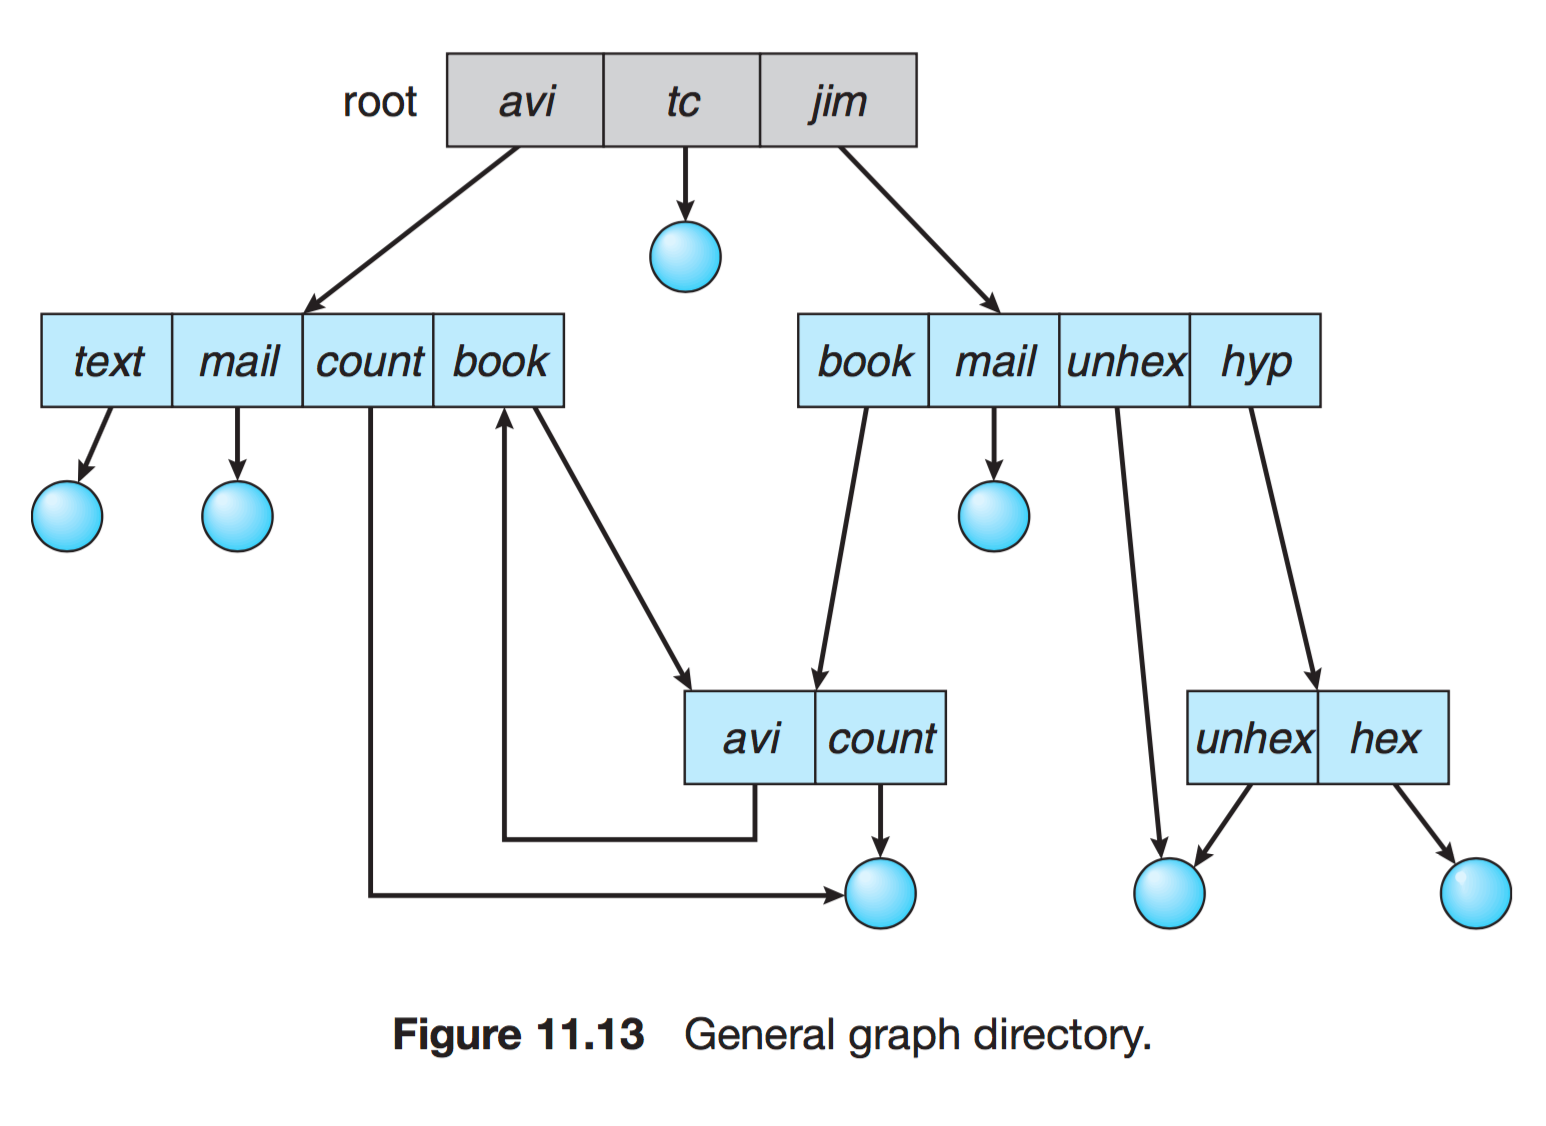 root avi tc jim
text mail count book book mail unhex hyp
avi count unhex hex
Figure 11.13 General graph directory.